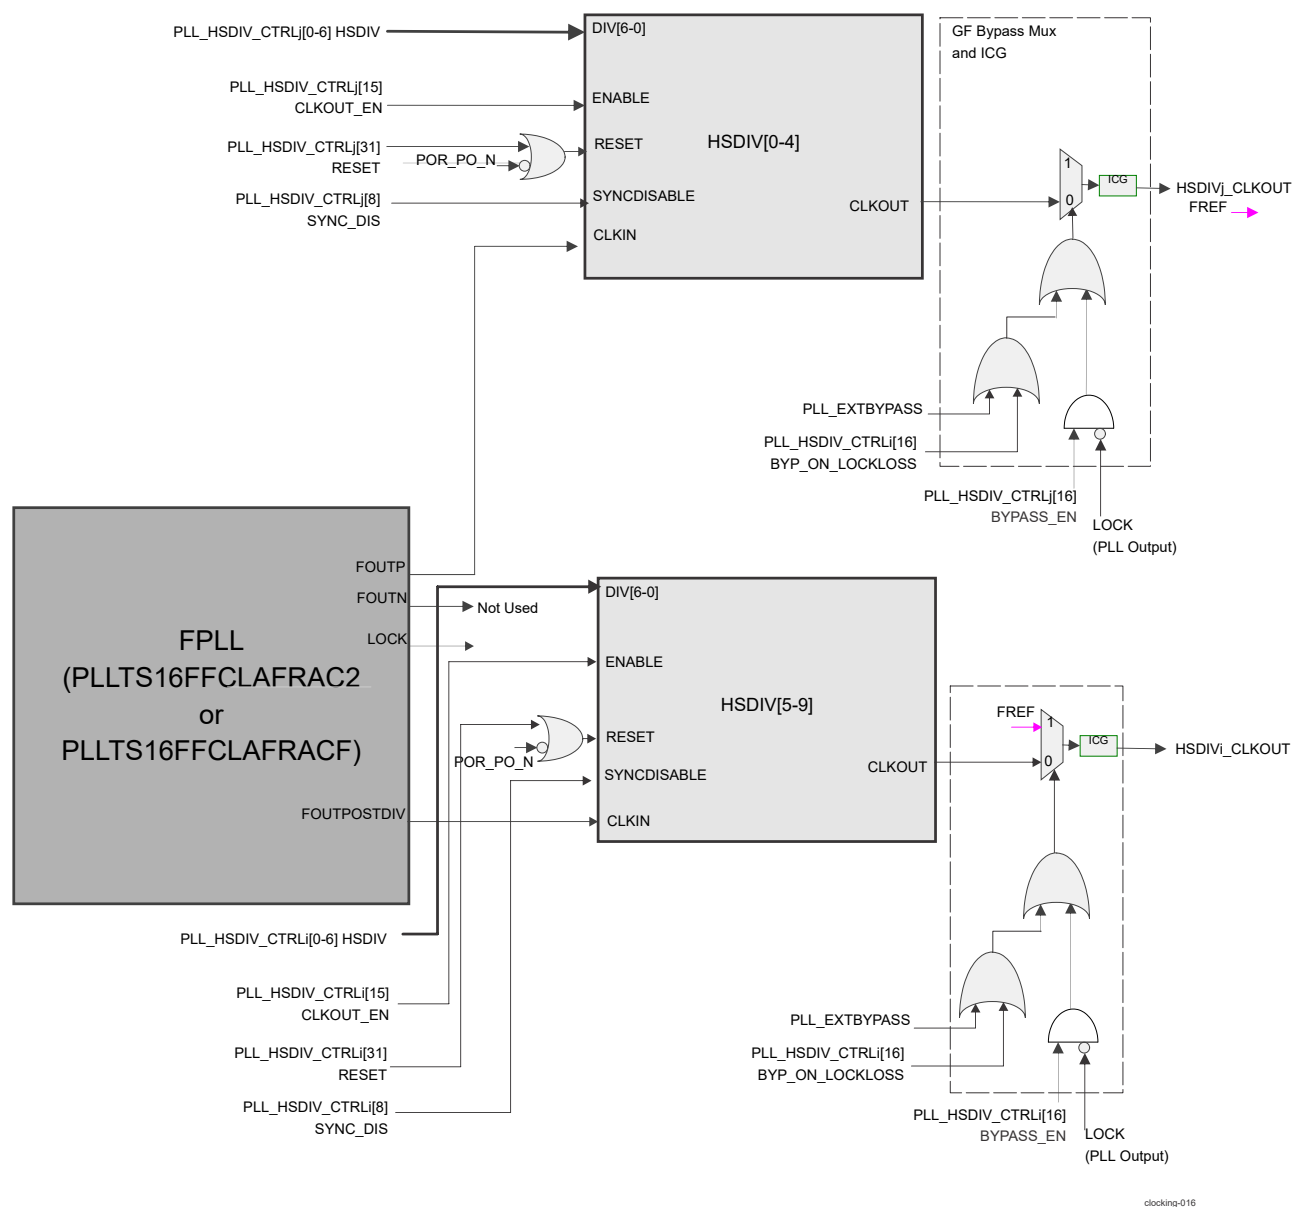 PLL_HSDIV_CTRLj[0-6] HSDIV
DIV[6-0]
GF Bypass Mux
and ICG
PLL_HSDIV_CTRLj[15]
CLKOUT_EN
ENABLE
PLL_HSDIV_CTRLj[31]
RESET
POR_PO_N
RESET
HSDIV[0-4]
PLL_HSDIV_CTRLj[8]
SYNC_DIS
SYNCDISABLE
CLKOUT
CLKIN
1
0
ICG
HSDIVj_CLKOUT
FREF
PLL_EXTBYPASS
PLL_HSDIV_CTRLi[16]
BYP_ON_LOCKLOSS
PLL_HSDIV_CTRLj[16]
BYPASS_EN
LOCK
(PLL Output)
FOUTP
FOUTN
Not Used
LOCK
FPLL
(PLLTS16FFCLAFRAC2
or
PLLTS16FFCLAFRACF)
FOUTPOSTDIV
DIV[6-0]
ENABLE
HSDIV[5-9]
RESET
POR_PO_N
SYNCDISABLE
CLKOUT
CLKIN
FREF
1
0
ICG
HSDIVi_CLKOUT
PLL_HSDIV_CTRLi[0-6] HSDIV
PLL_HSDIV_CTRLi[15]
CLKOUT_EN
PLL_HSDIV_CTRLi[31]
RESET
PLL_HSDIV_CTRLi[8]
SYNC_DIS
PLL_EXTBYPASS
PLL_HSDIV_CTRLi[16]
BYP_ON_LOCKLOSS
PLL_HSDIV_CTRLi[16]
BYPASS_EN
LOCK
(PLL Output)
clocking-016